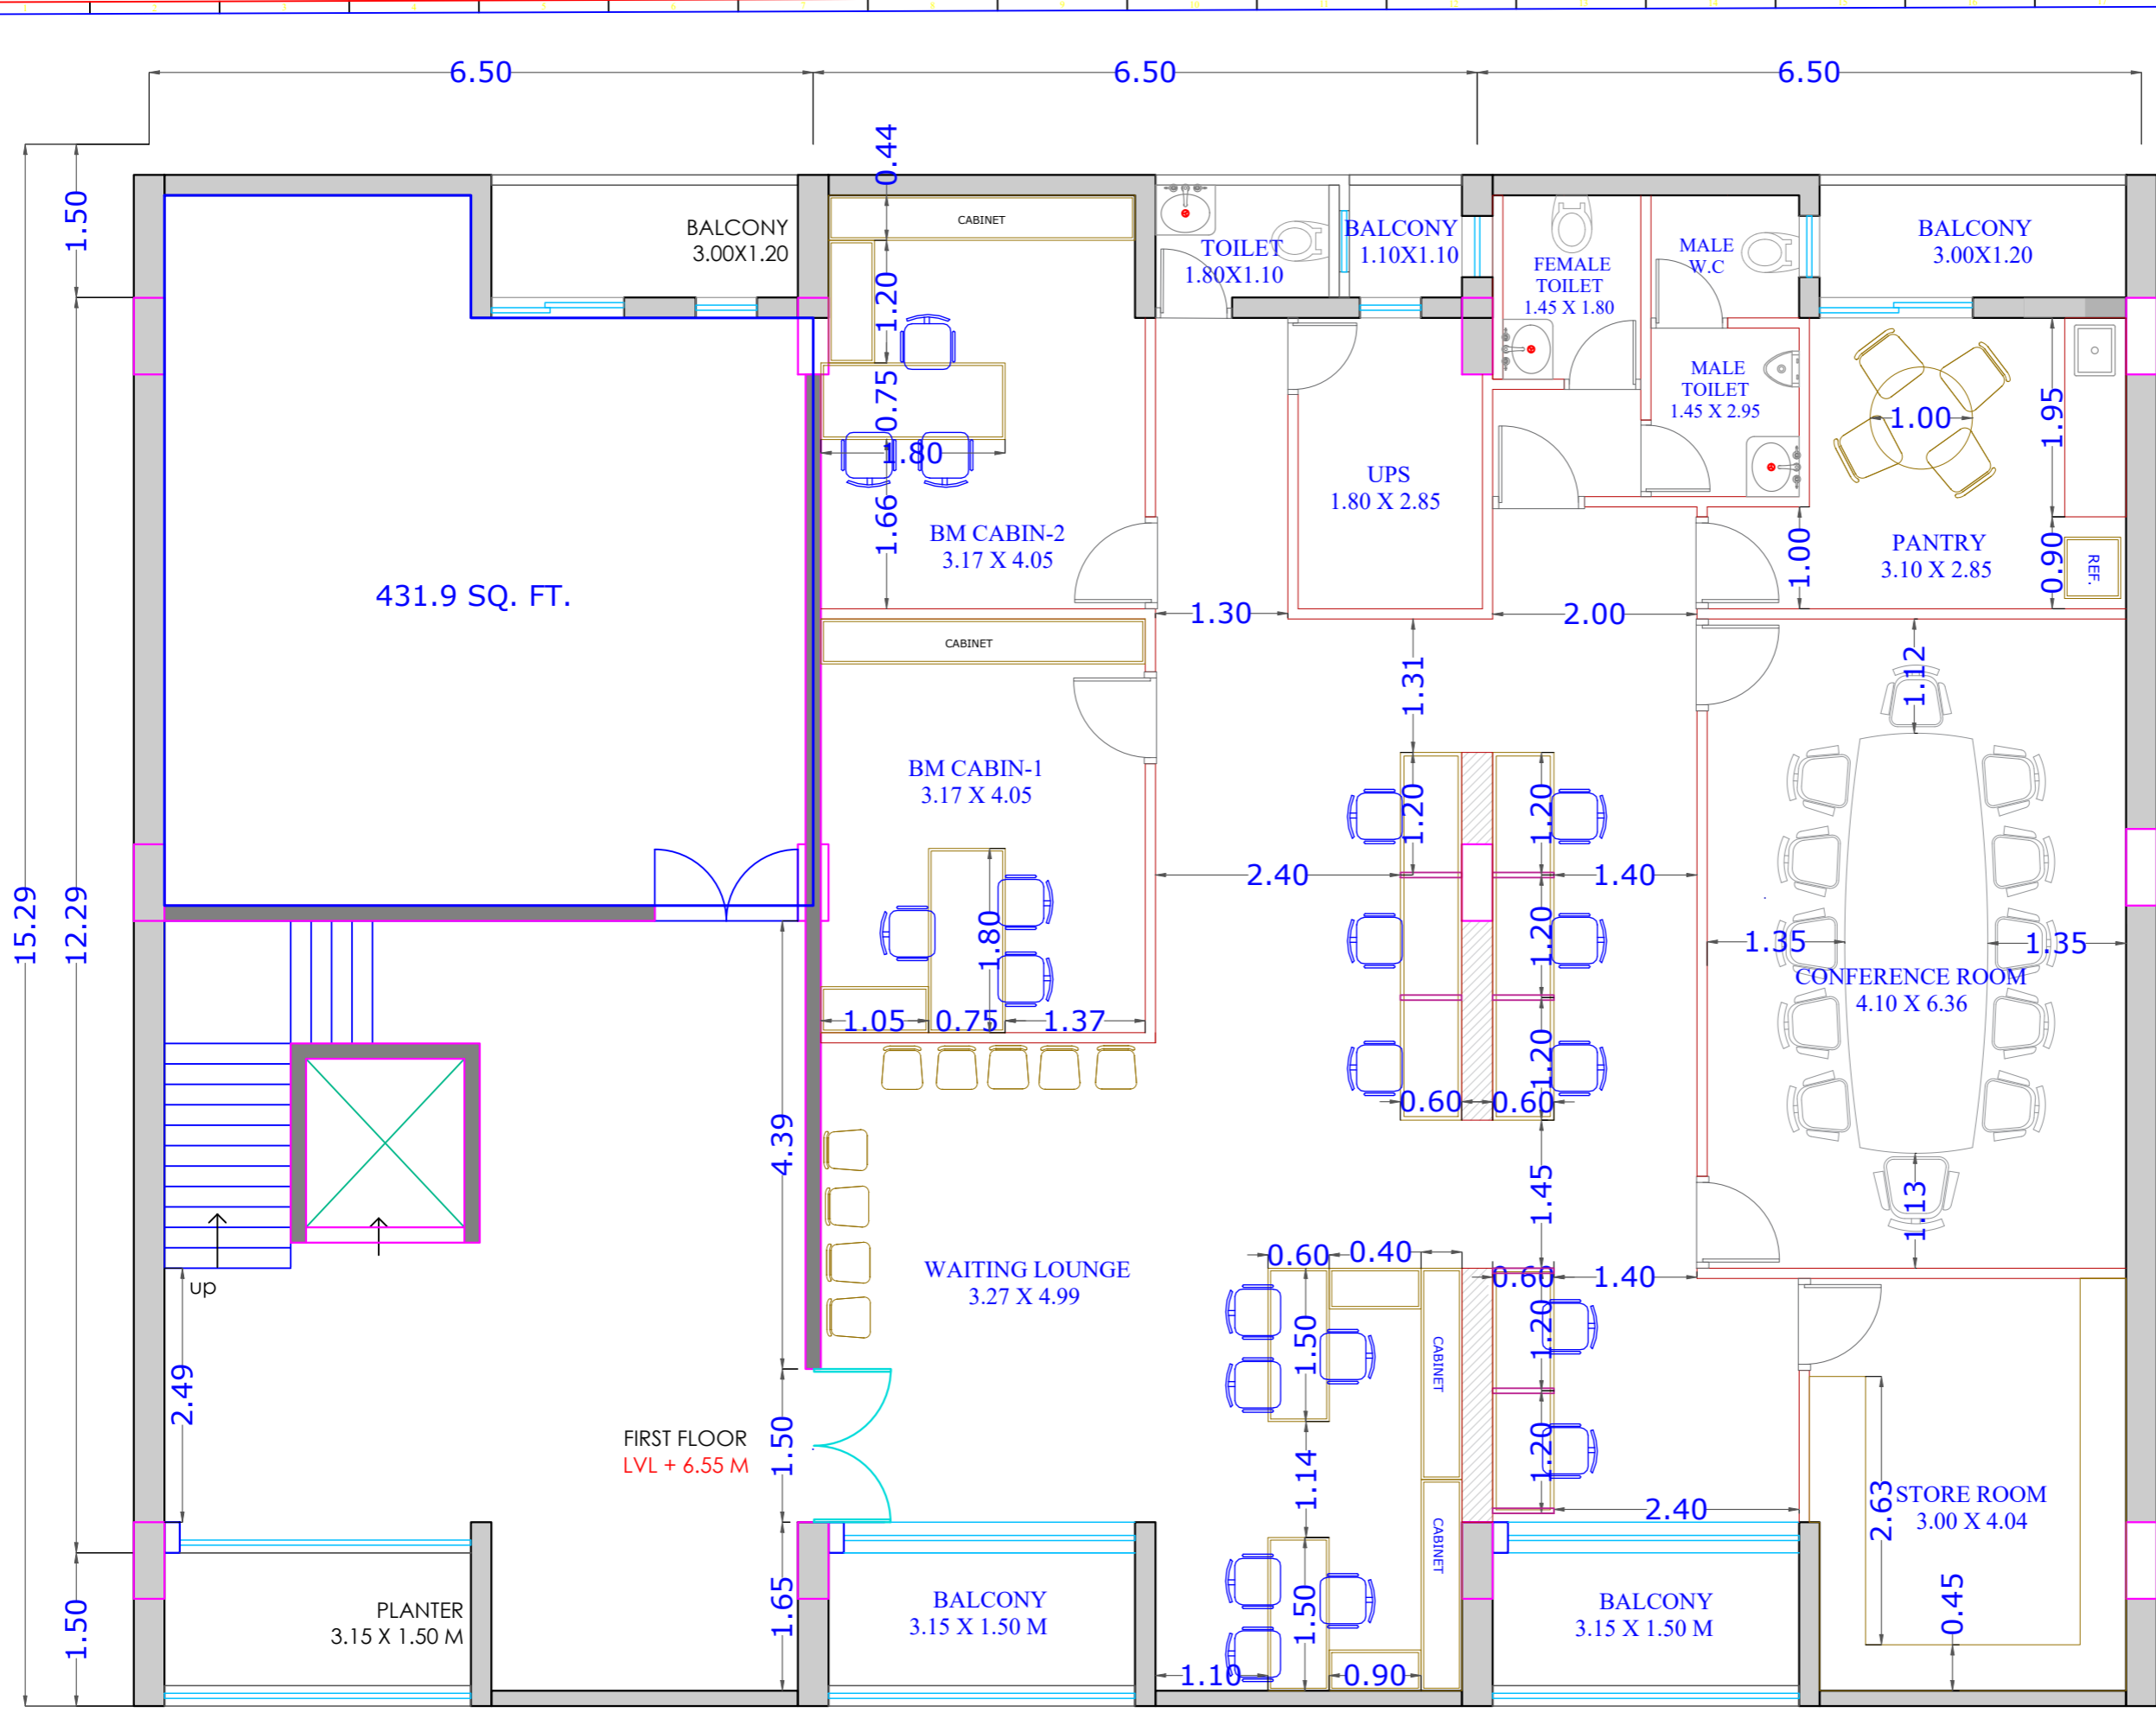 6.50
6.50
6.50
15.29
1.50
12.29
1.50
BALCONY
3.00X1.20
431.9 SQ. FT.
0.44
CABINET
1.20
0.75
1.80
1.66
BM CABIN-2
3.17 X 4.05
TOILET
1.80X1.10
BALCONY
1.10X1.10
FEMALE
TOILET
1.45 X 1.80
MALE
W.C
MALE
TOILET
1.45 X 2.95
BALCONY
3.00X1.20
1.00
1.95
UPS
1.80 X 2.85
PANTRY
3.10 X 2.85
1.00
0.90
REF.
1.30
2.00
CABINET
1.31
1.12
BM CABIN-1
3.17 X 4.05
1.20
1.20
2.40
1.40
1.80
1.20
1.35
1.35
CONFERENCE ROOM
4.10 X 6.36
1.05
0.75
1.37
1.20
0.60
0.60
4.39
1.45
1.13
up
WAITING LOUNGE
3.27 X 4.99
0.60
0.40
0.60
1.40
1.50
CABINET
1.20
2.49
FIRST FLOOR
LVL + 6.55 M
1.50
1.14
1.20
2.40
2.63
STORE ROOM
3.00 X 4.04
CABINET
PLANTER
3.15 X 1.50 M
1.65
BALCONY
3.15 X 1.50 M
1.50
BALCONY
3.15 X 1.50 M
0.45
1.10
0.90